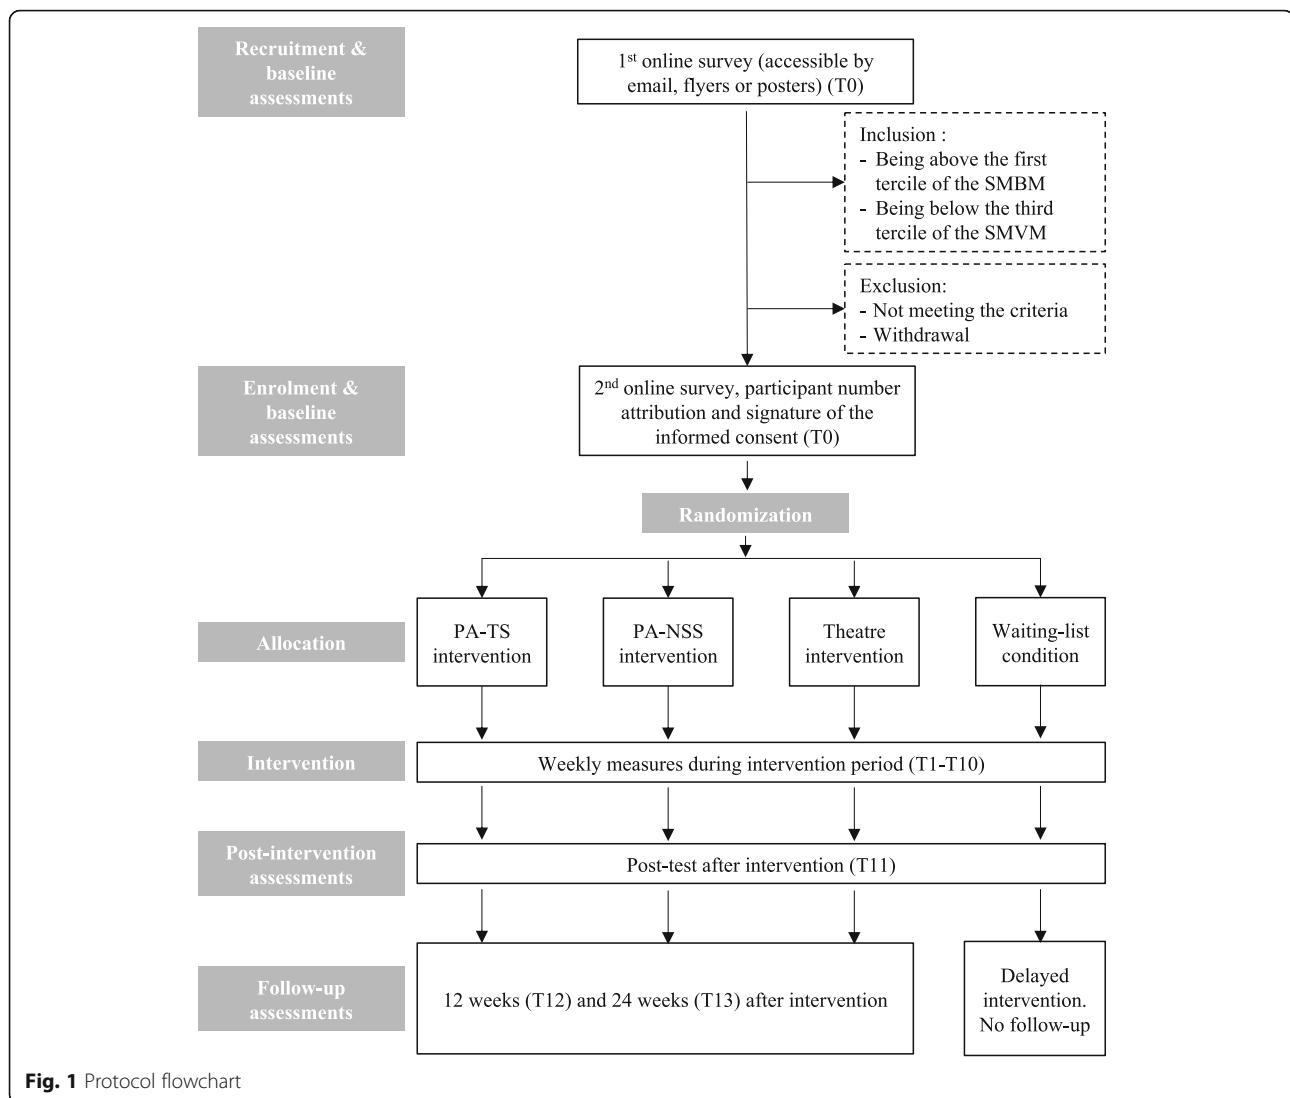 Recruitment &
baseline
assessments
1st online survey (accessible by
email, flyers or posters) (T0)
Inclusion :
- Being above the first
tercile of the SMBM
- Being below the third
tercile of the SMVM
Exclusion:
- Not meeting the criteria
- Withdrawal
Enrolment &
baseline
assessments
2nd online survey, participant number
attribution and signature of the
informed consent (T0)
Randomization
Allocation
PA-TS
intervention
PA-NSS
intervention
Theatre
intervention
Waiting-list
condition
Intervention
Weekly measures during intervention period (T1-T10)
Post-intervention
assessments
Post-test after intervention (T11)
Follow-up
assessments
12 weeks (T12) and 24 weeks (T13) after intervention
Delayed
intervention.
No follow-up
Fig. 1 Protocol flowchart